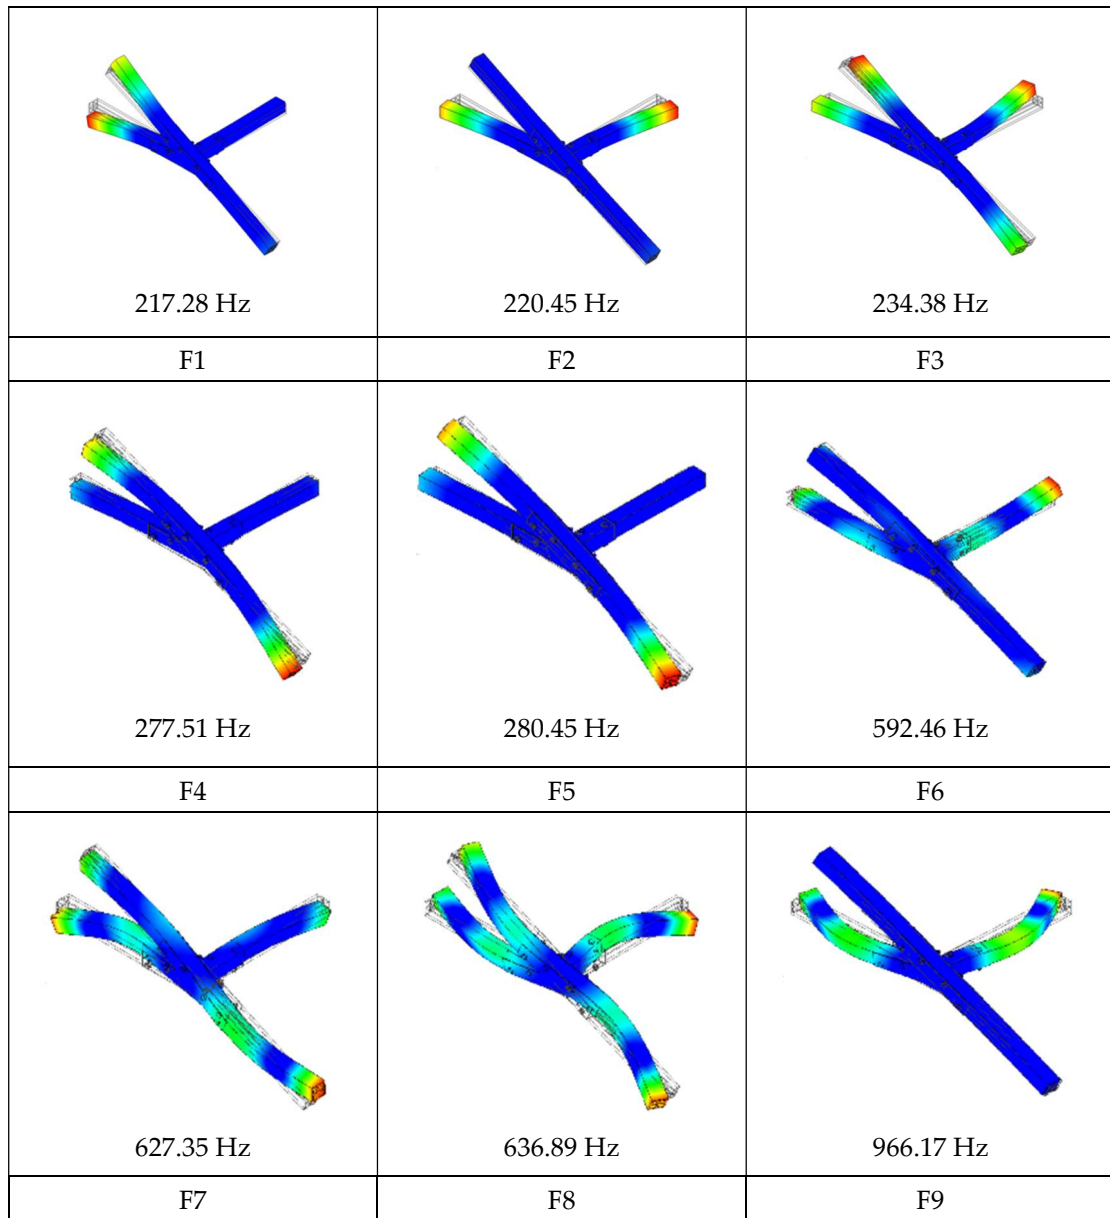 217.28 Hz
220.45 Hz
234.38 Hz
F1
F2
F3
277.51 Hz
280.45 Hz
592.46 Hz
F4
F5
F6
627.35 Hz
636.89 Hz
966.17 Hz
F7
F8
F9